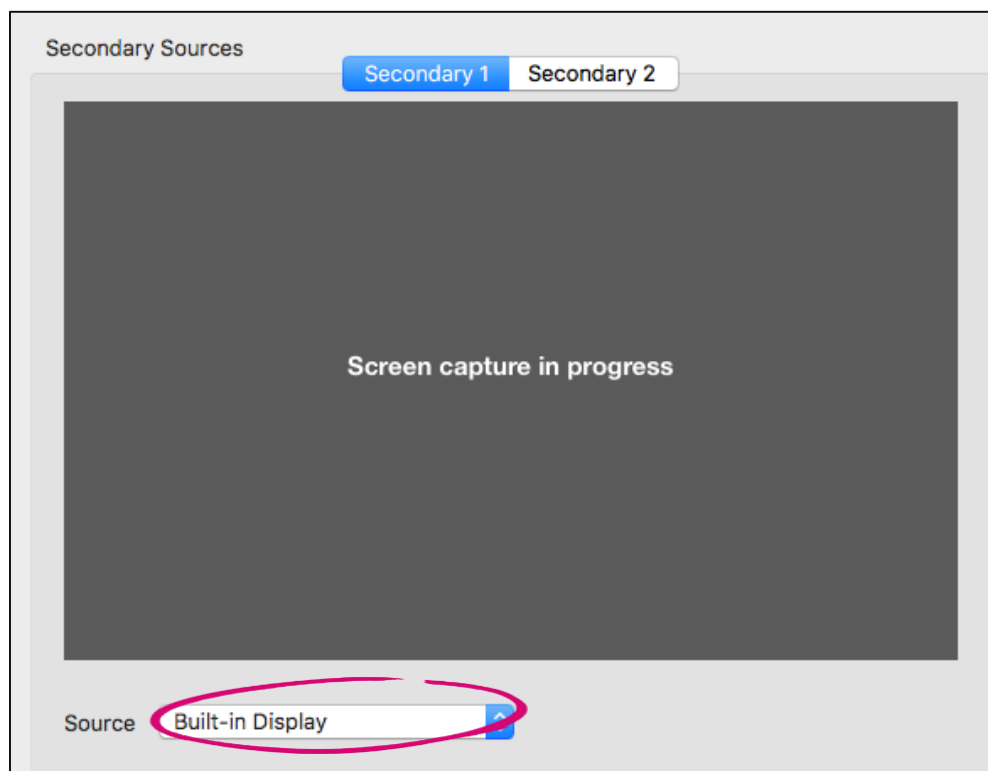 Secondary Sources
Secondary 1 Secondary 2
Screen capture in progress
Source Built-in Display